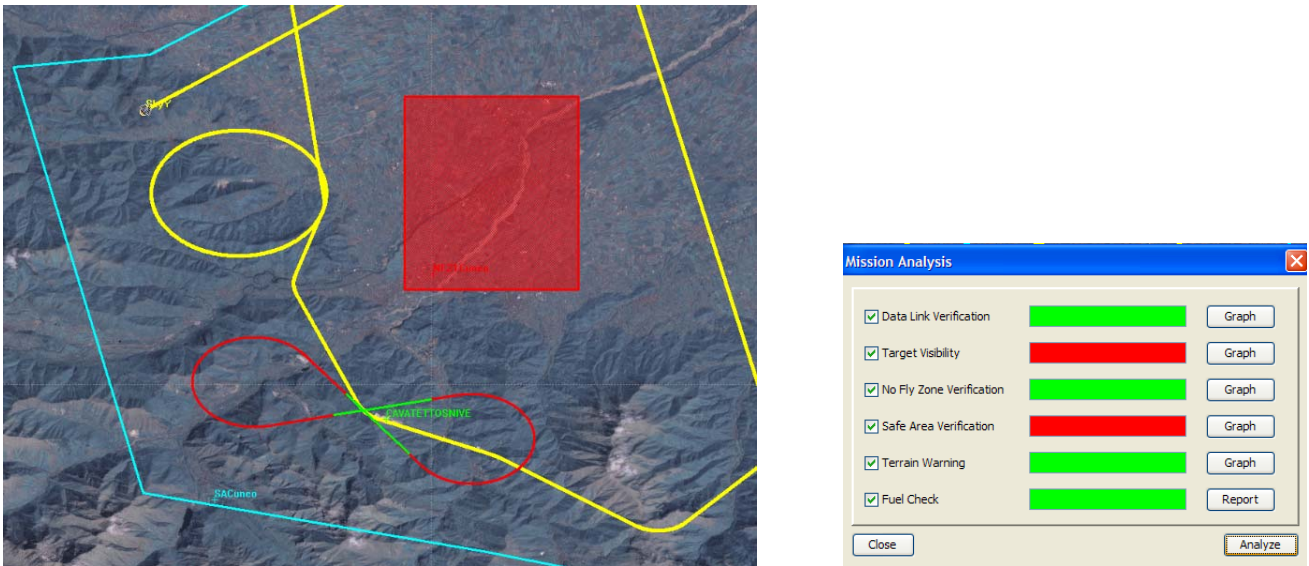 CAVATETTOSNIVE
SACuneo
Mission Analysis
Data Link Verification Graph
Target Visibility Graph
No Fly Zone Verification Graph
Safe Area Verification Graph
Terrain Warning Graph
Fuel Check Report
Close Analyze